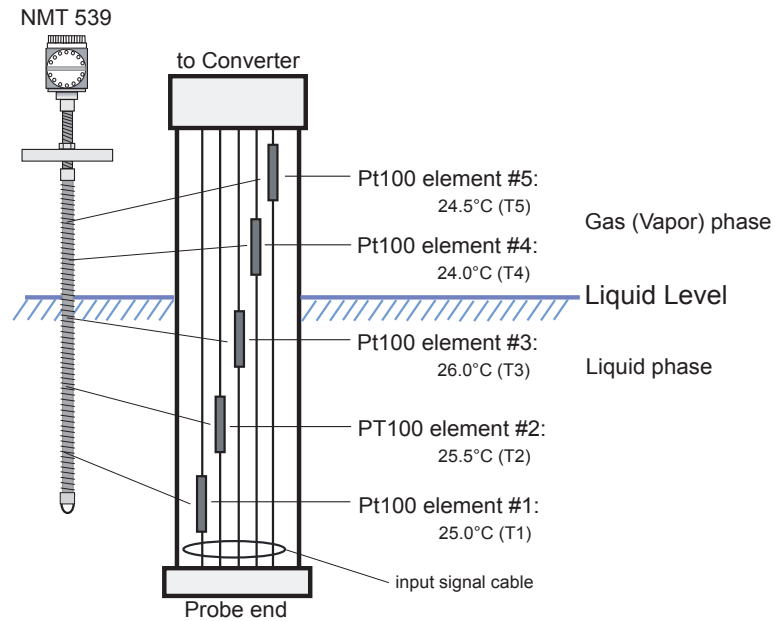 NMT 539
to Converter
Pt100 element #5:
24.5°C (T5)
Gas (Vapor) phase
Pt100 element #4:
24.0°C (T4)
Liquid Level
Pt100 element #3:
26.0°C (T3)
Liquid phase
PT100 element #2:
25.5°C (T2)
Pt100 element #1:
25.0°C (T1)
input signal cable
Probe end